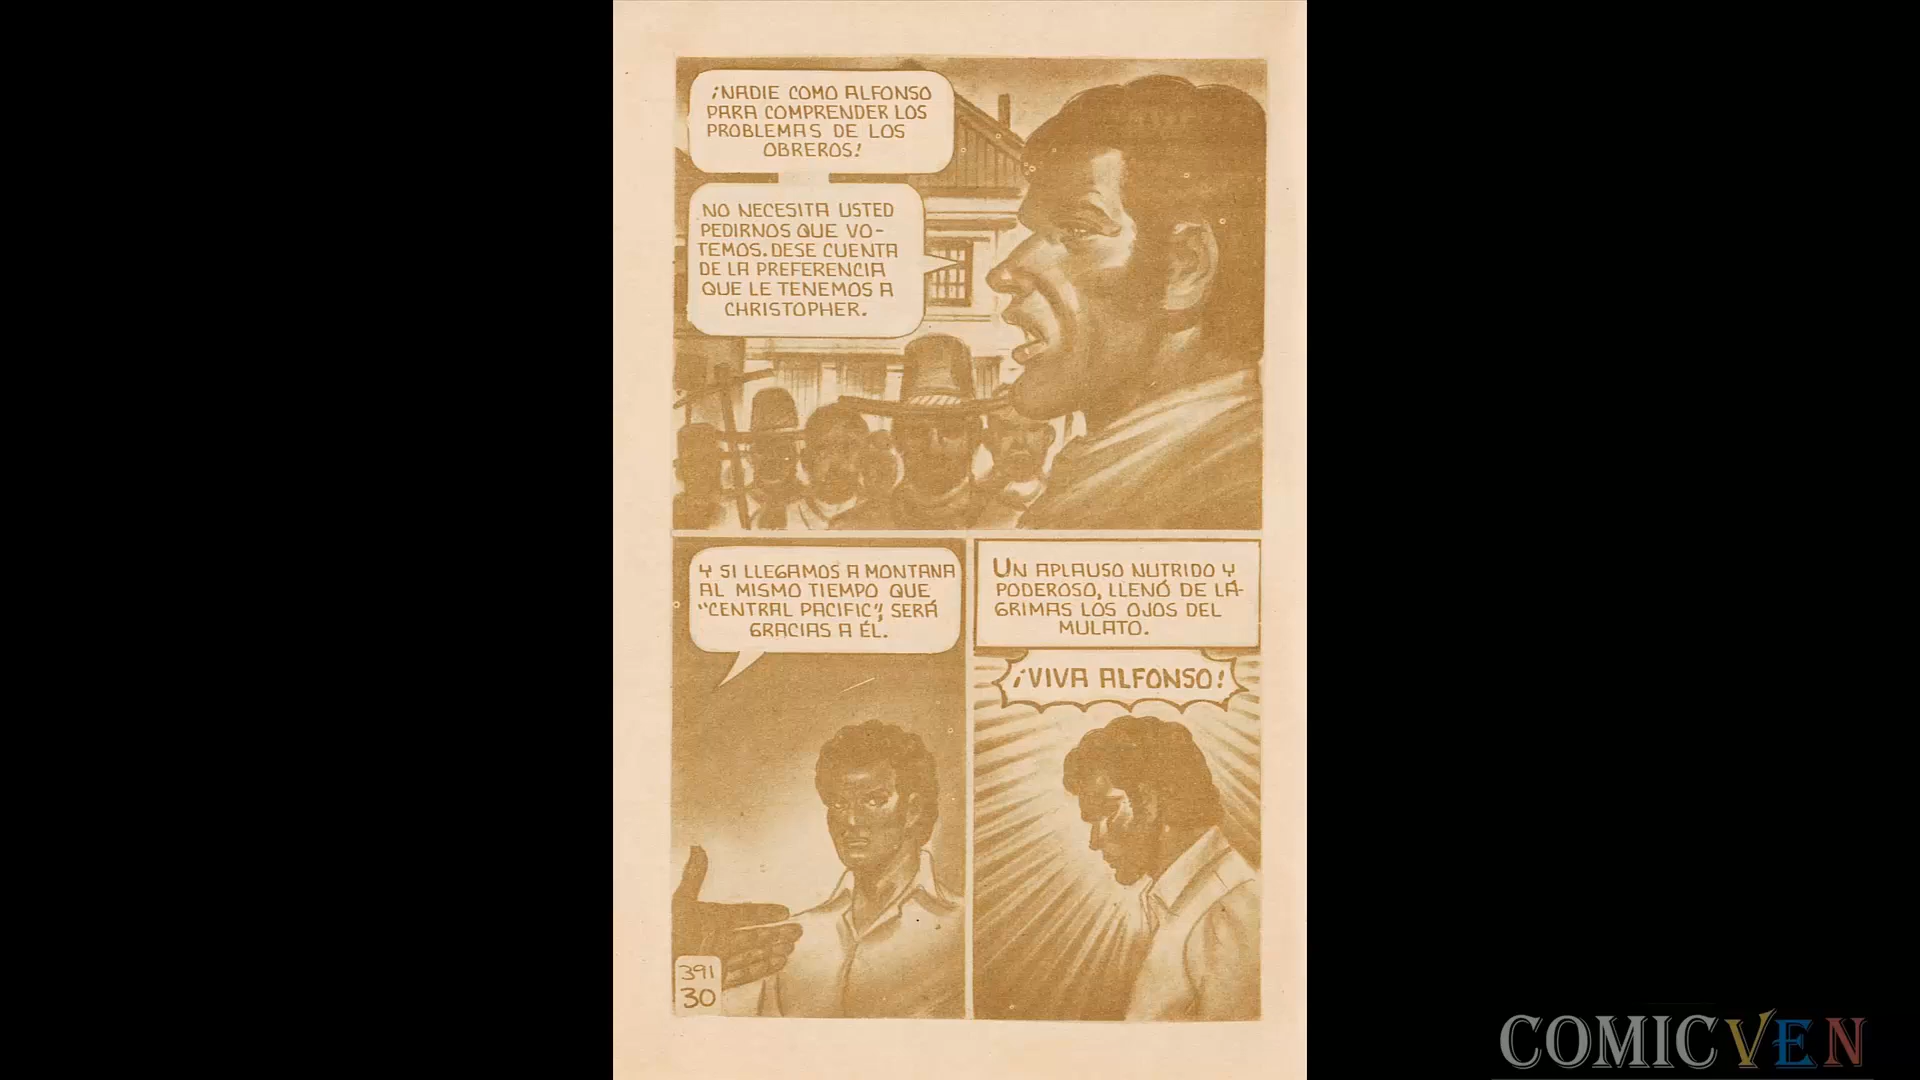 ¡NADIE COMO ALFONSO
PARA COMPRENDER LOS
PROBLEMAS DE LOS
OBREROS!
NO NECESITA USTED
PEDIRNOS QUE VO-
TEMOS. DESE CUENTA
DE LA PREFERENCIA
QUE LE TENEMOS A
CHRISTOPHER.
Y SI LLEGAMOS A MONTANA
AL MISMO TIEMPO QUE
"CENTRAL PACIFIC", SERÁ
GRACIAS A ÉL.
UN APLAUSO NUTRIDO Y
PODEROSO, LLENÓ DE LÁ-
GRIMAS LOS OJOS DEL
MULATO.
¡VIVA ALFONSO!
391
30
COMICVEN